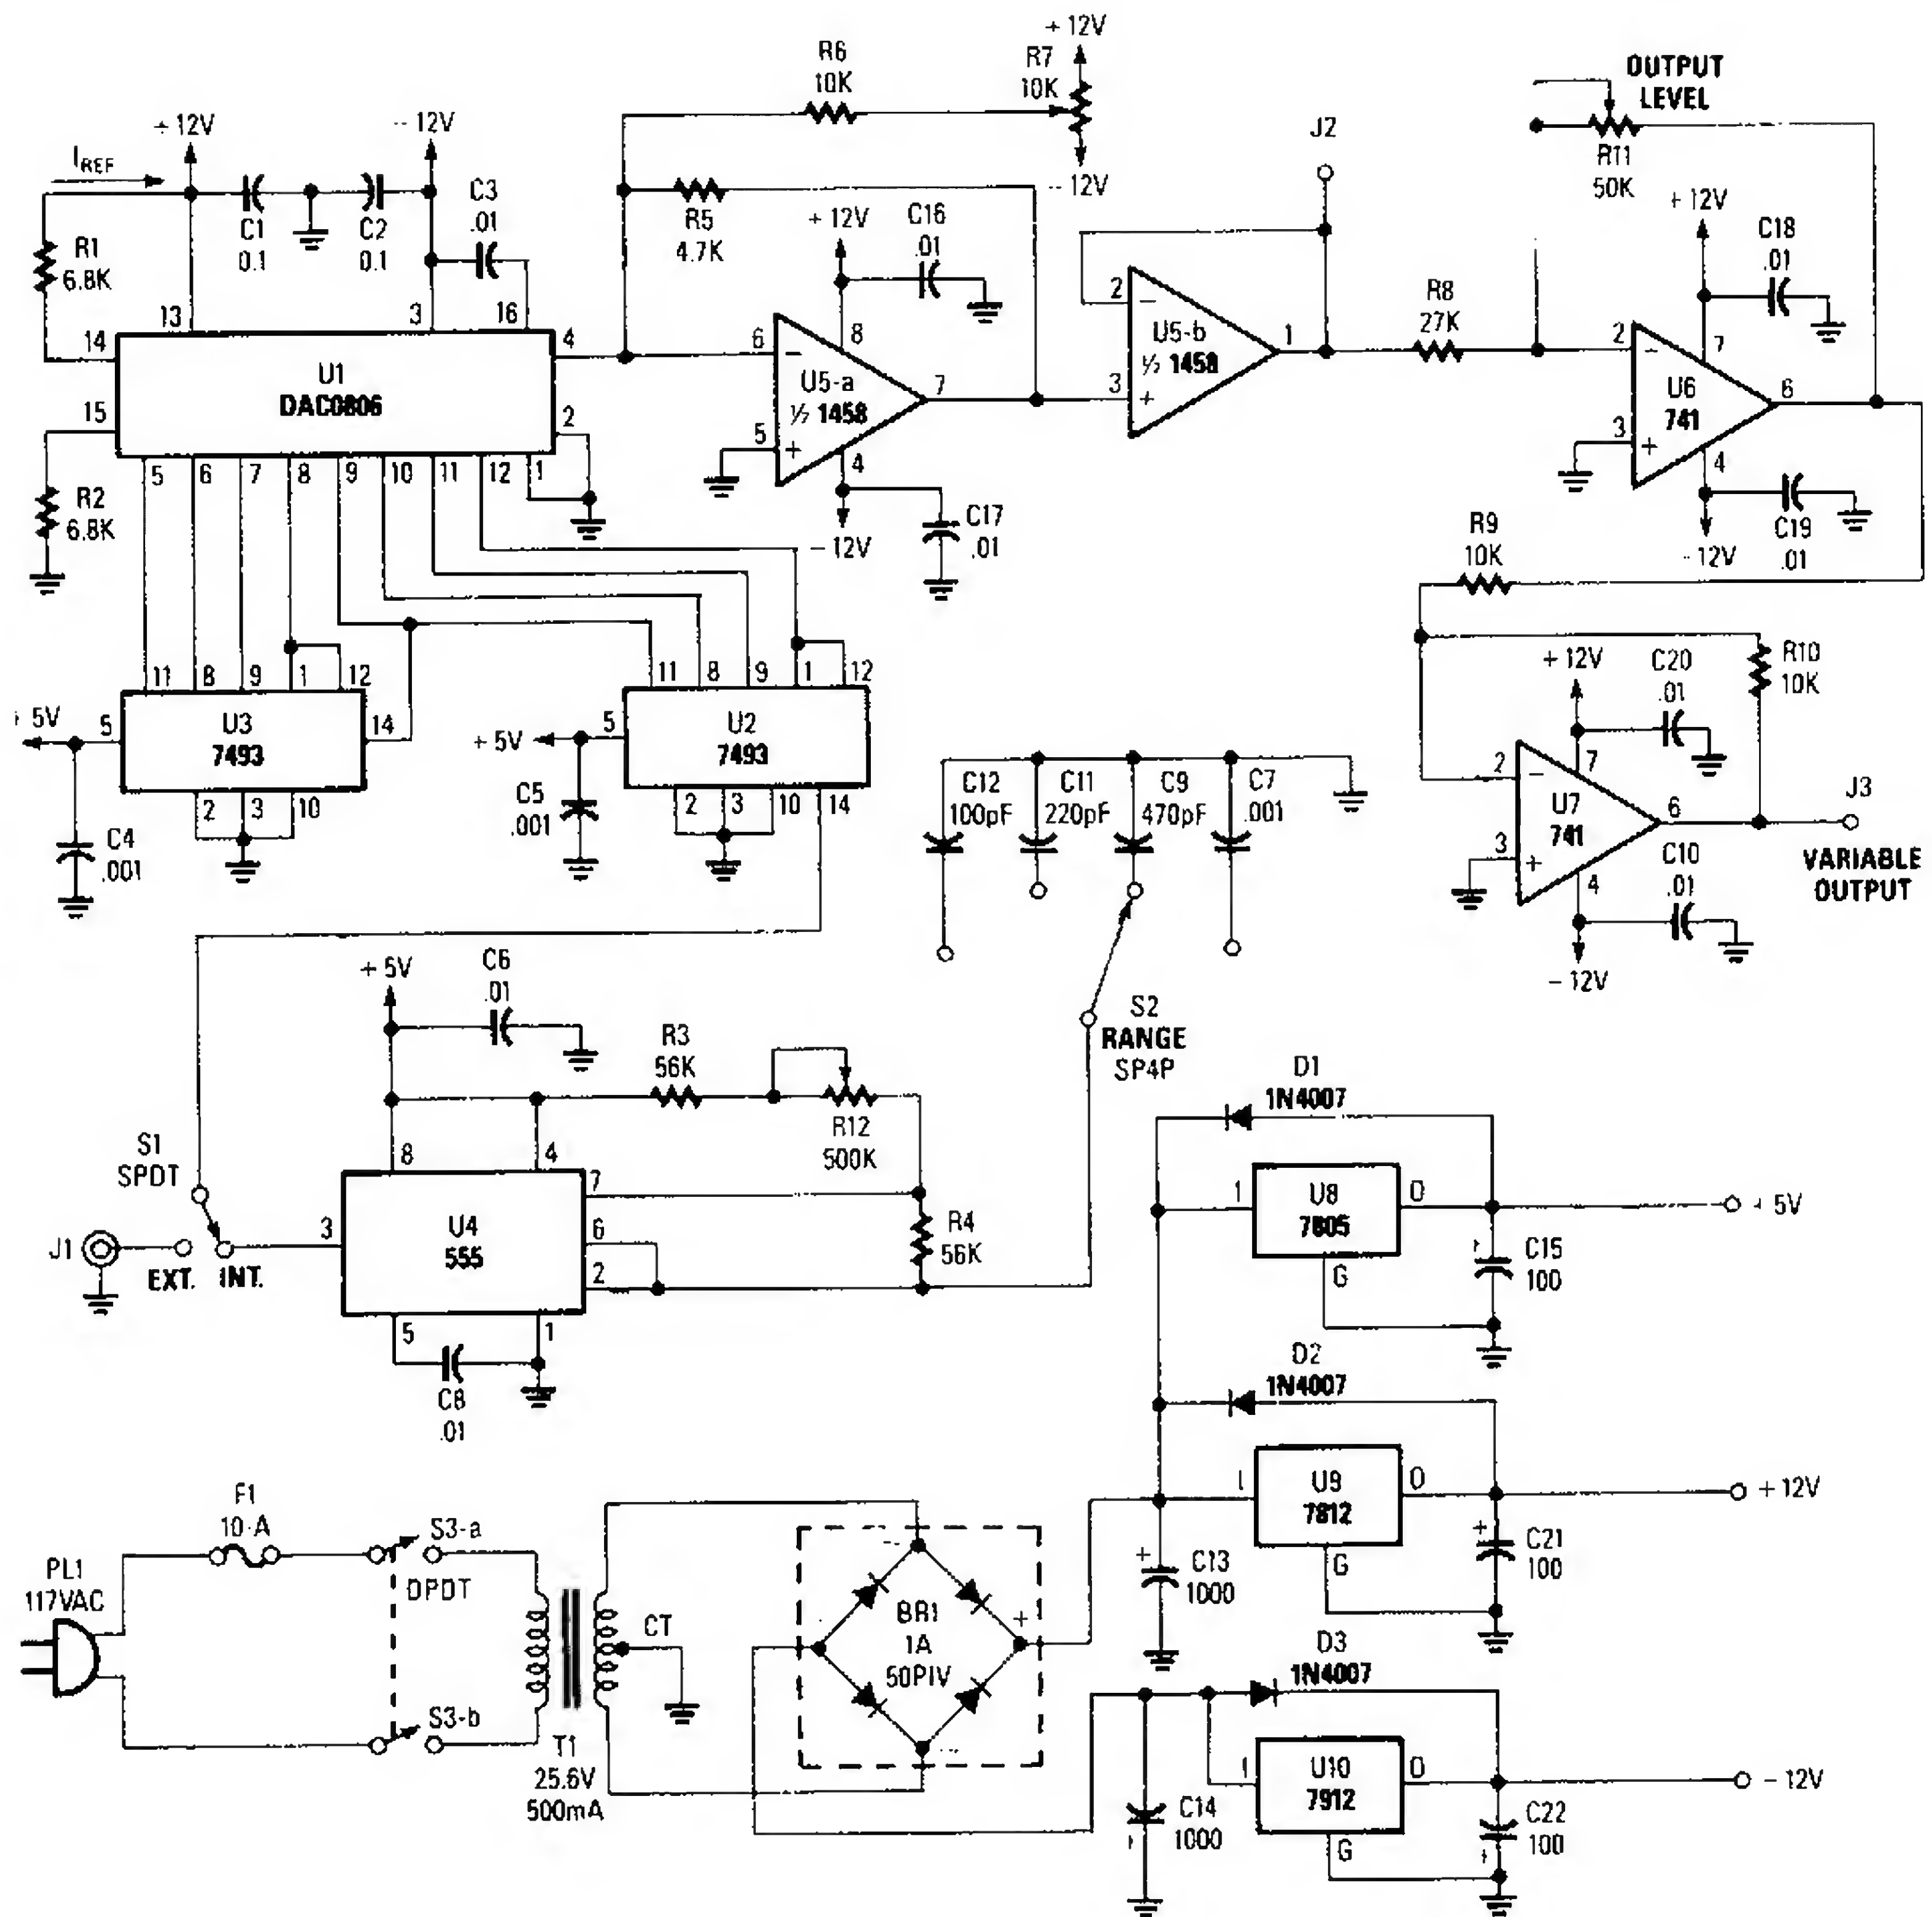 + 12V
R6
10K
R7
10K
- 12V
OUTPUT
LEVEL
R11
50K
+ 12V
- 12V
IREF
C1
0.1
C2
0.1
C3
.01
R1
6.8K
R5
4.7K
+ 12V
C16
.01
J2
+ 12V
C18
.01
13
3
16
14
4
U1
DAC0806
15
2
5
6
7
8
9
10
11
12
1
R2
6.8K
6
8
U5-a
½ 1458
7
5
4
- 12V
C17
.01
2
U5-b
½ 1458
1
3
R8
27K
2
7
U6
741
6
3
4
- 12V
C19
.01
R9
10K
11
8
9
1
12
+ 5V
5
U3
7493
14
2
3
10
C4
.001
11
8
9
1
12
+ 5V
5
U2
7493
C5
.001
2
3
10
14
C12
100pF
C11
220pF
C9
470pF
C7
.001
+ 12V
C20
.01
R10
10K
2
7
U7
741
6
3
4
C10
.01
- 12V
J3
VARIABLE
OUTPUT
+ 5V
C6
.01
R3
56K
R12
500K
S2
RANGE
SP4P
S1
SPDT
J1
EXT.
INT.
3
8
4
7
U4
555
6
2
5
1
R4
56K
C8
.01
D1
1N4007
I
U8
7805
O
G
+ 5V
C15
100
D2
1N4007
I
U9
7812
O
G
+ 12V
+
C21
100
F1
10-A
PL1
117VAC
S3-a
DPDT
S3-b
CT
T1
25.6V
500mA
BR1
1A
50PIV
+
+
C13
1000
D3
1N4007
I
U10
7912
O
G
- 12V
C14
1000
C22
100
+